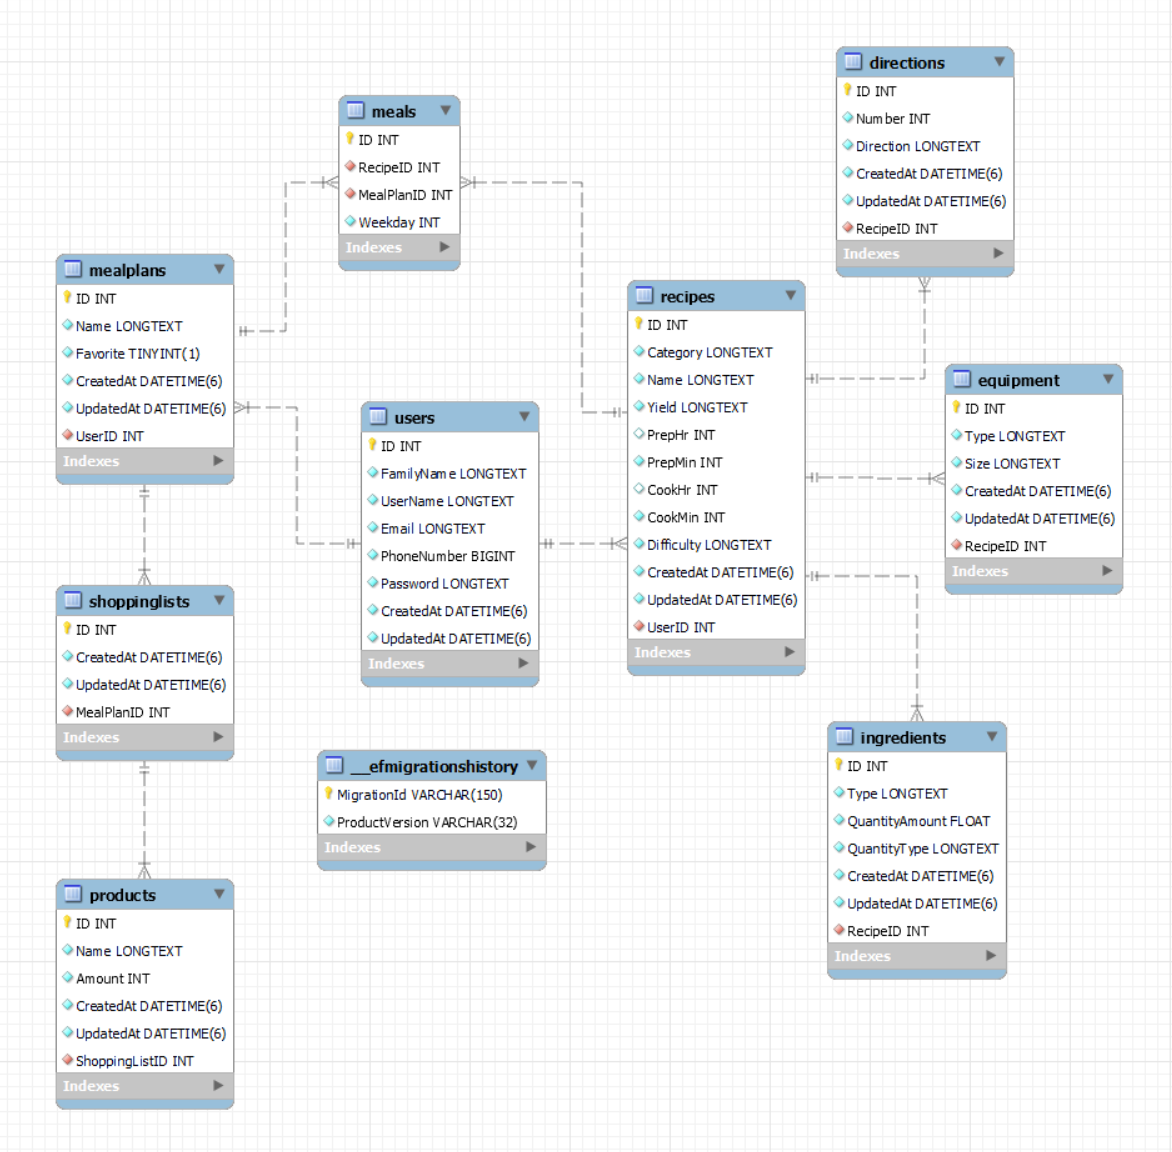 directions
ID INT
Number INT
Direction LONGTEXT
CreatedAt DATETIME(6)
UpdatedAt DATETIME(6)
RecipeID INT
Indexes
meals
ID INT
RecipeID INT
MealPlanID INT
Weekday INT
Indexes
mealplans
ID INT
Name LONGTEXT
Favorite TINYINT(1)
CreatedAt DATETIME(6)
UpdatedAt DATETIME(6)
UserID INT
Indexes
recipes
ID INT
Category LONGTEXT
Name LONGTEXT
Yield LONGTEXT
PrepHr INT
PrepMin INT
CookHr INT
CookMin INT
Difficulty LONGTEXT
CreatedAt DATETIME(6)
UpdatedAt DATETIME(6)
UserID INT
Indexes
equipment
ID INT
Type LONGTEXT
Size LONGTEXT
CreatedAt DATETIME(6)
UpdatedAt DATETIME(6)
RecipeID INT
Indexes
users
ID INT
FamilyName LONGTEXT
UserName LONGTEXT
Email LONGTEXT
PhoneNumber BIGINT
Password LONGTEXT
CreatedAt DATETIME(6)
UpdatedAt DATETIME(6)
Indexes
shoppinglists
ID INT
CreatedAt DATETIME(6)
UpdatedAt DATETIME(6)
MealPlanID INT
Indexes
__efmigrationshistory
MigrationId VARCHAR(150)
ProductVersion VARCHAR(32)
Indexes
ingredients
ID INT
Type LONGTEXT
QuantityAmount FLOAT
QuantityType LONGTEXT
CreatedAt DATETIME(6)
UpdatedAt DATETIME(6)
RecipeID INT
Indexes
products
ID INT
Name LONGTEXT
Amount INT
CreatedAt DATETIME(6)
UpdatedAt DATETIME(6)
ShoppingListID INT
Indexes